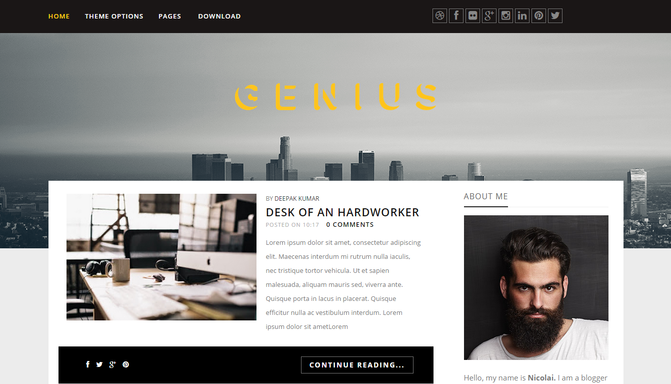 HOME THEME OPTIONS PAGES DOWNLOAD
GENIUS
BY DEEPAK KUMAR
DESK OF AN HARDWORKER
POSTED ON 10:17 0 COMMENTS
Lorem ipsum dolor sit amet, consectetur adipiscing
elit. Maecenas interdum mi rutrum nulla iaculis,
nec tristique tortor vehicula. Ut et sapien
malesuada, aliquam mauris sed, viverra ante.
Quisque porta in lacus in placerat. Quisque
efficitur nulla ac vestibulum interdum. Lorem
ipsum dolor sit ametLorem
CONTINUE READING...
ABOUT ME
Hello, my name is Nicolai. I am a blogger